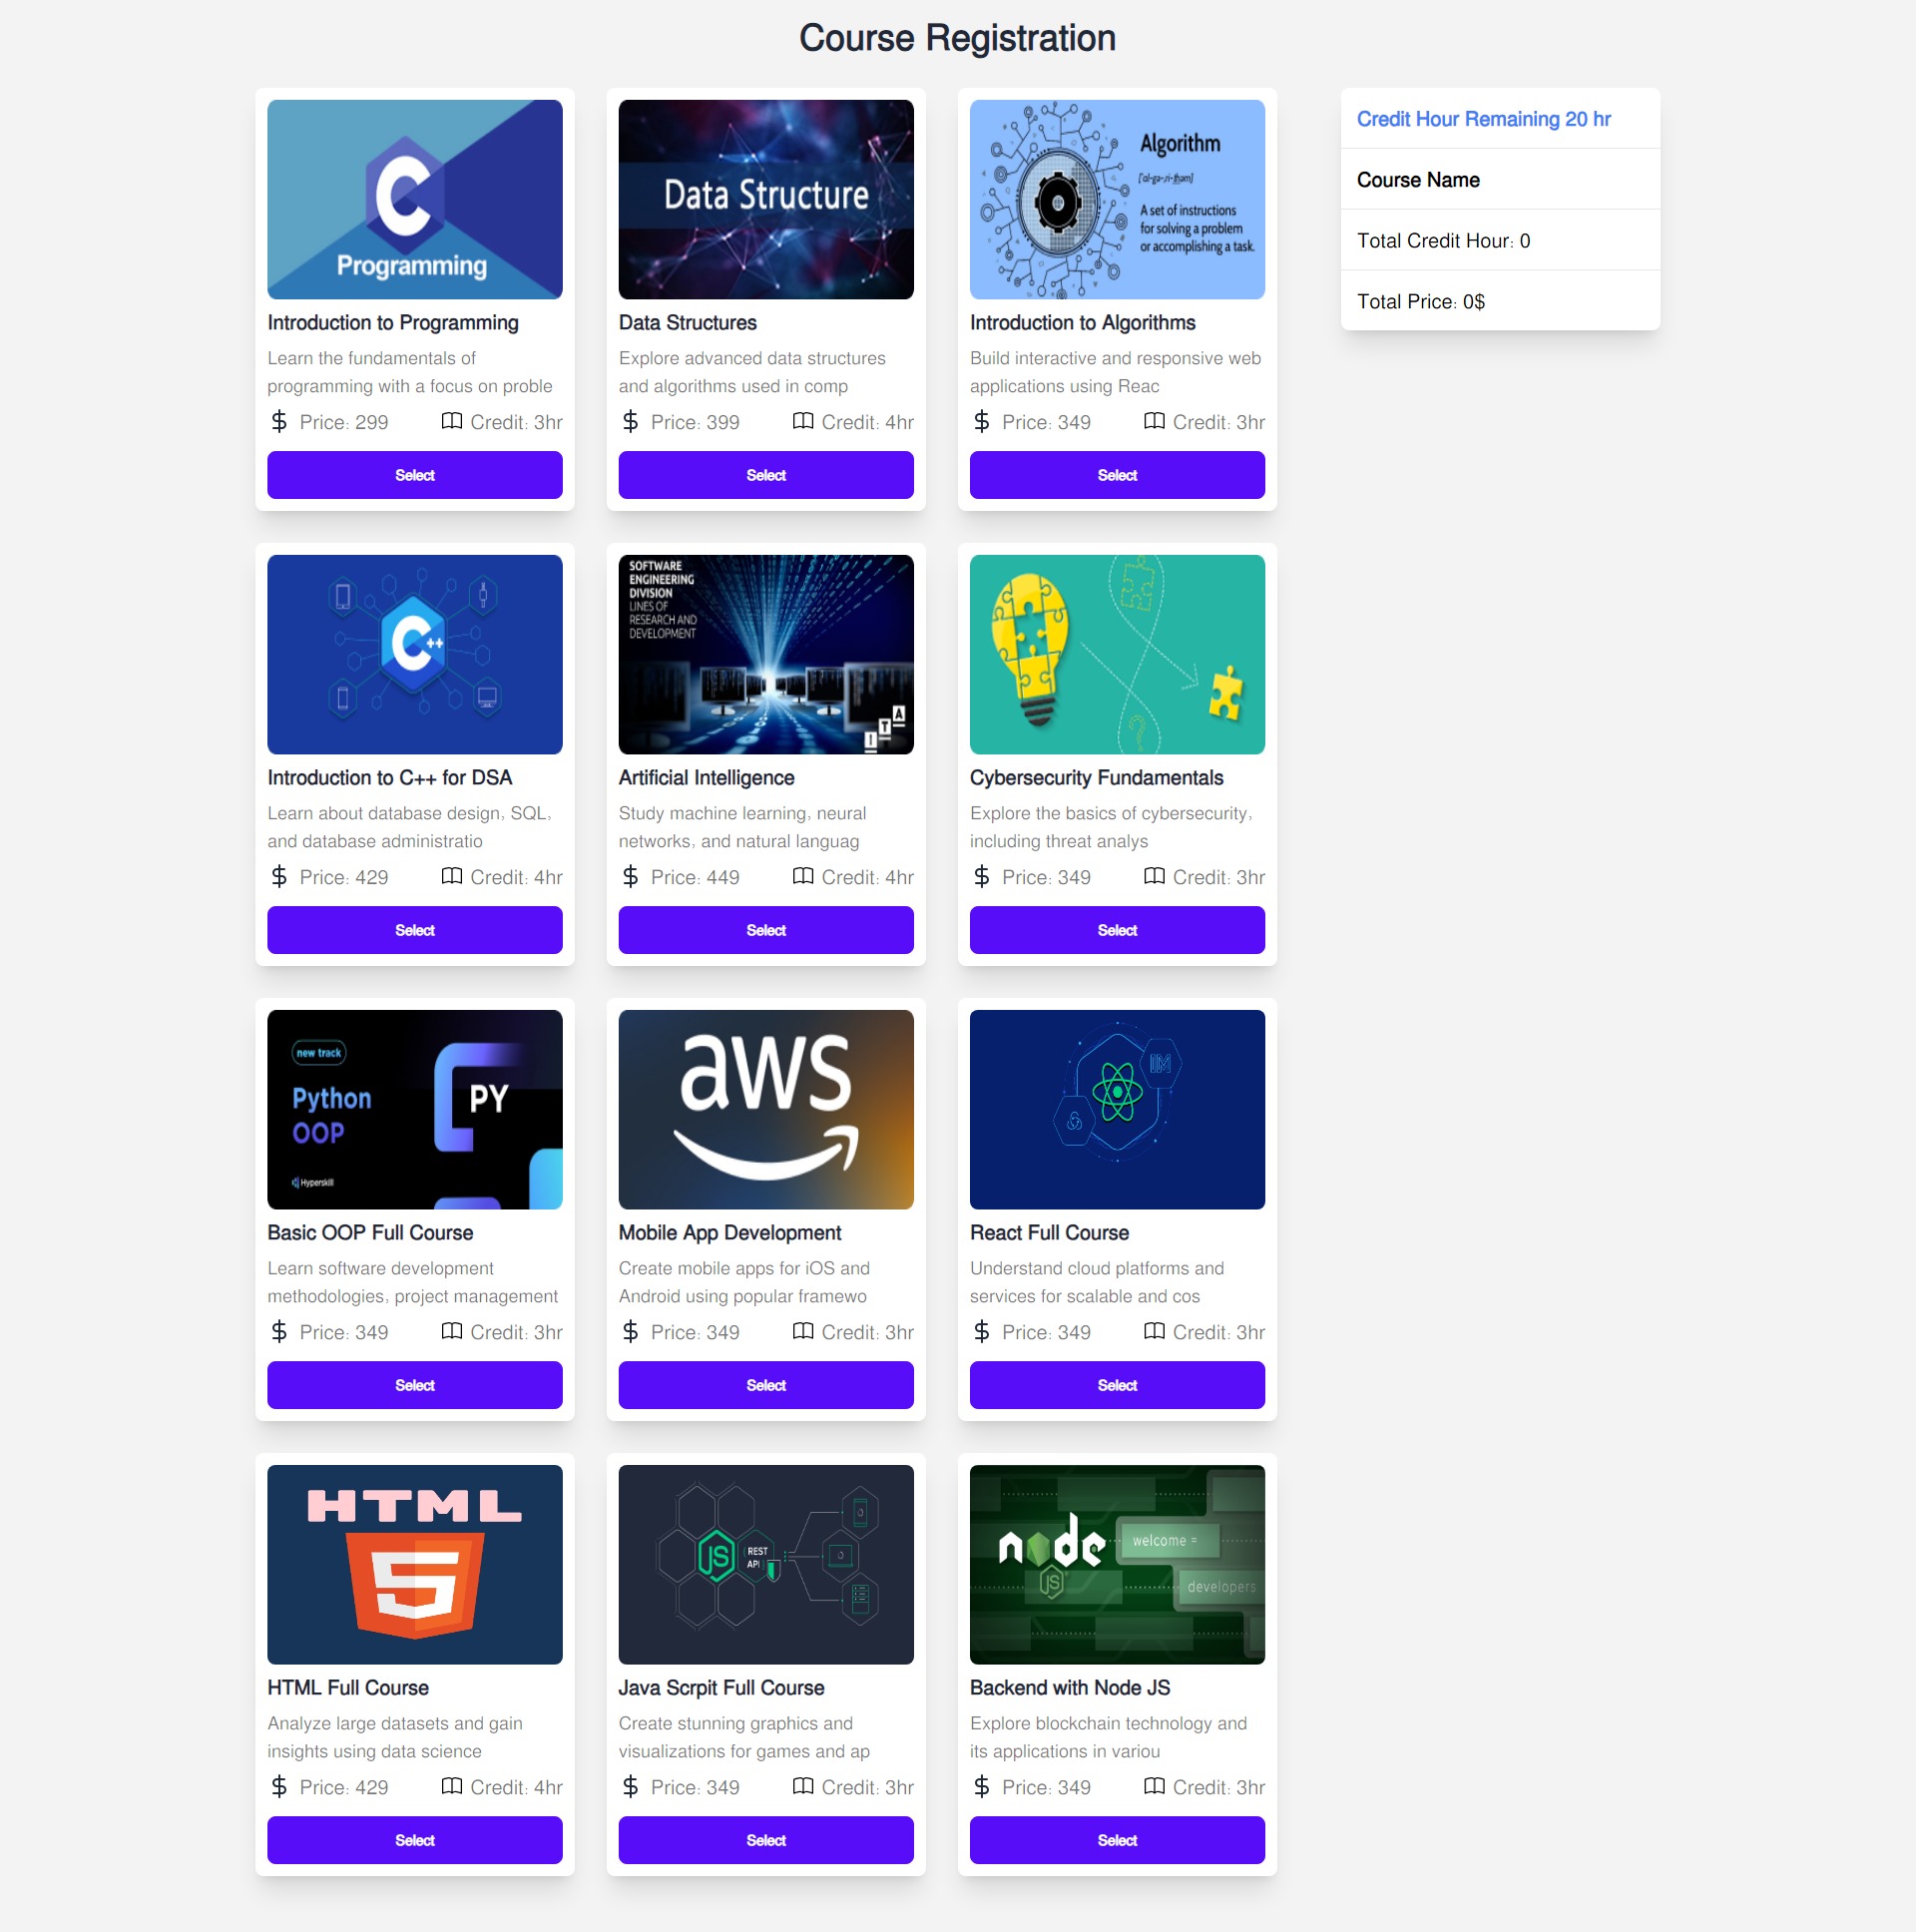 Course Registration
C
Programming
Introduction to Programming
Learn the fundamentals of
programming with a focus on proble
Price: 299
Credit: 3hr
Select
Data Structure
Data Structures
Explore advanced data structures
and algorithms used in comp
Price: 399
Credit: 4hr
Select
Algorithm
['al-gə-,ri-thəm]
A set of instructions
for solving a problem
or accomplishing a task.
Introduction to Algorithms
Build interactive and responsive web
applications using Reac
Price: 349
Credit: 3hr
Select
Credit Hour Remaining 20 hr
Course Name
Total Credit Hour: 0
Total Price: 0$
C++
Introduction to C++ for DSA
Learn about database design, SQL,
and database administratio
Price: 429
Credit: 4hr
Select
SOFTWARE
ENGINEERING
DIVISION
LINES OF
RESEARCH AND
DEVELOPMENT
ITA
Artificial Intelligence
Study machine learning, neural
networks, and natural languag
Price: 449
Credit: 4hr
Select
?
Cybersecurity Fundamentals
Explore the basics of cybersecurity,
including threat analys
Price: 349
Credit: 3hr
Select
new track
Python
OOP
PY
Hyperskill
Basic OOP Full Course
Learn software development
methodologies, project management
Price: 349
Credit: 3hr
Select
aws
Mobile App Development
Create mobile apps for iOS and
Android using popular framewo
Price: 349
Credit: 3hr
Select
React Full Course
Understand cloud platforms and
services for scalable and cos
Price: 349
Credit: 3hr
Select
HTML
5
HTML Full Course
Analyze large datasets and gain
insights using data science
Price: 429
Credit: 4hr
Select
JS
REST
API
Java Scrpit Full Course
Create stunning graphics and
visualizations for games and ap
Price: 349
Credit: 3hr
Select
node
JS
welcome =
developers
Backend with Node JS
Explore blockchain technology and
its applications in variou
Price: 349
Credit: 3hr
Select